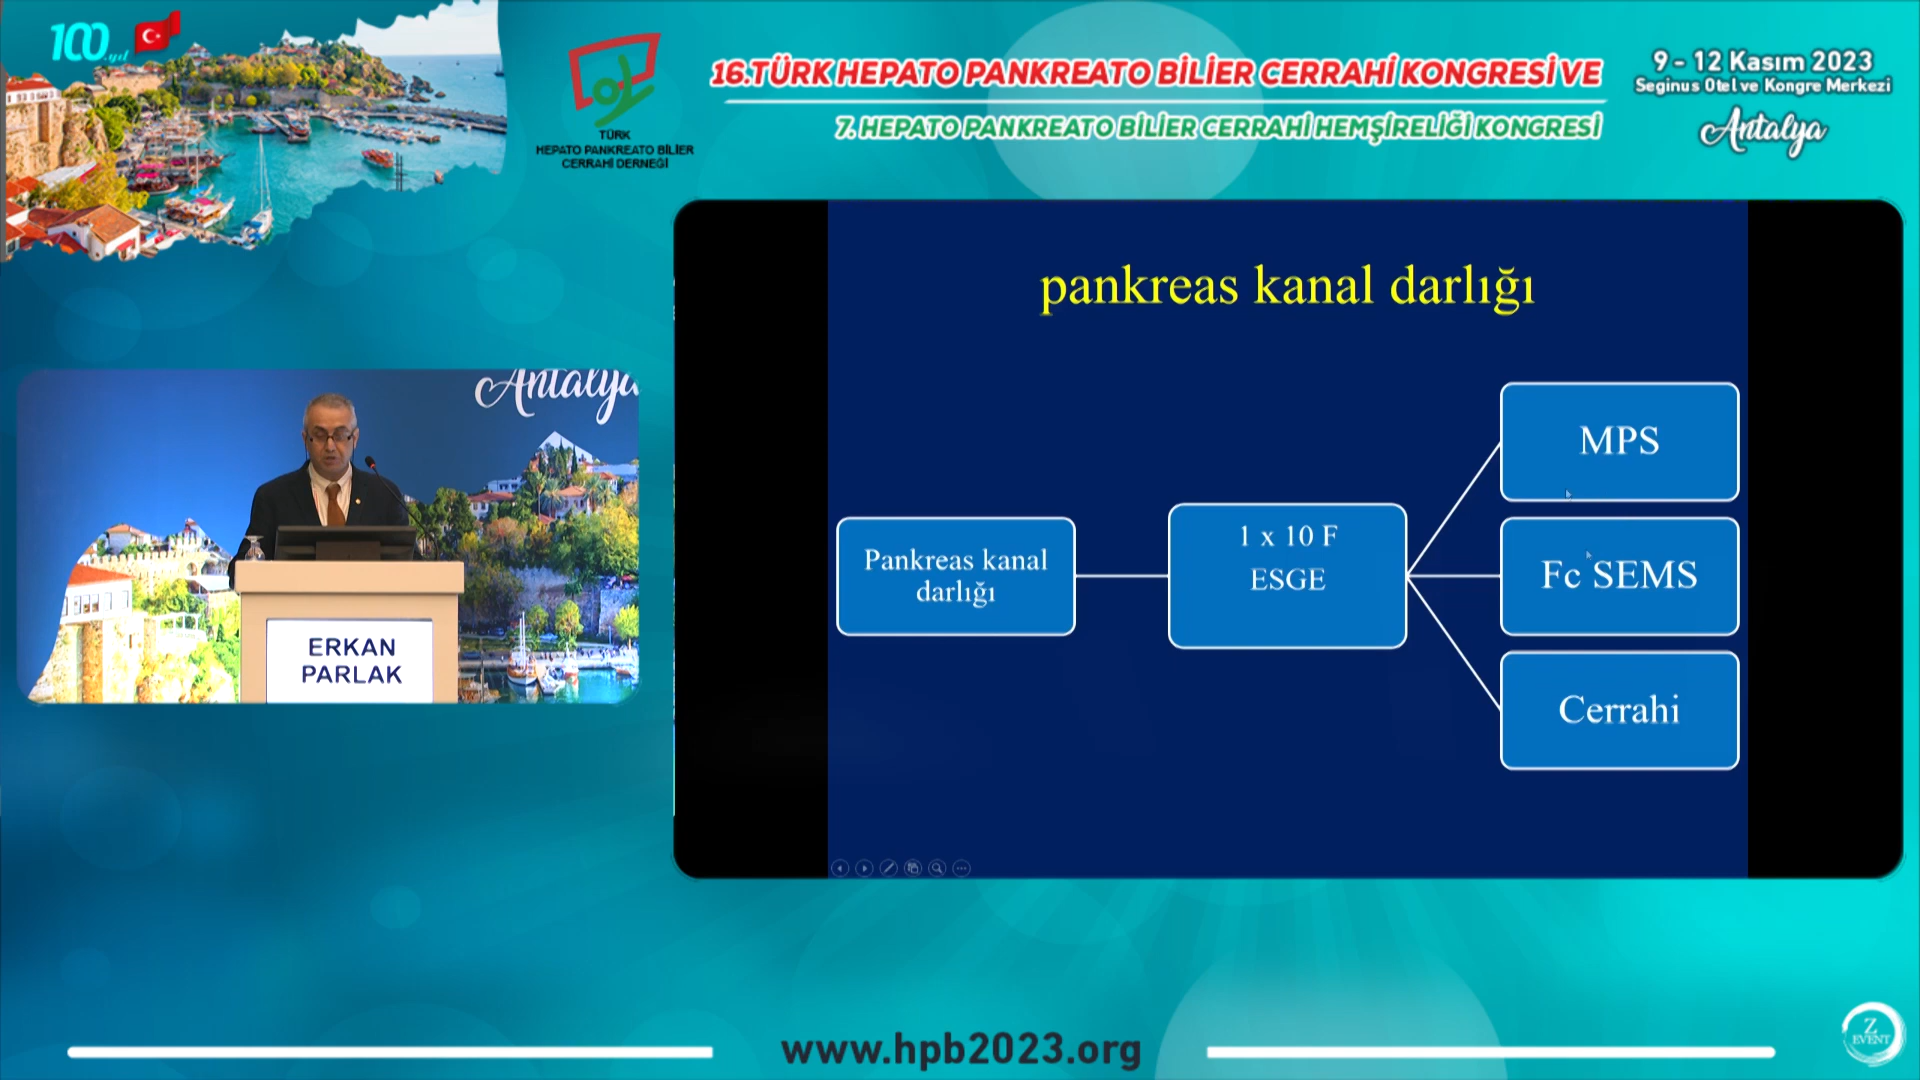 100.yıl
TÜRK
HEPATO PANKREATO BİLİER
CERRAHİ DERNEĞİ
16.TÜRK HEPATO PANKREATO BİLİER CERRAHİ KONGRESİ VE
7. HEPATO PANKREATO BİLİER CERRAHİ HEMŞİRELİĞİ KONGRESİ
9 - 12 Kasım 2023
Seginus Otel ve Kongre Merkezi
Antalya
Antalya
ERKAN
PARLAK
pankreas kanal darlığı
Pankreas kanal
darlığı
1 x 10 F
ESGE
MPS
Fc SEMS
Cerrahi
www.hpb2023.org
Z
EVENT